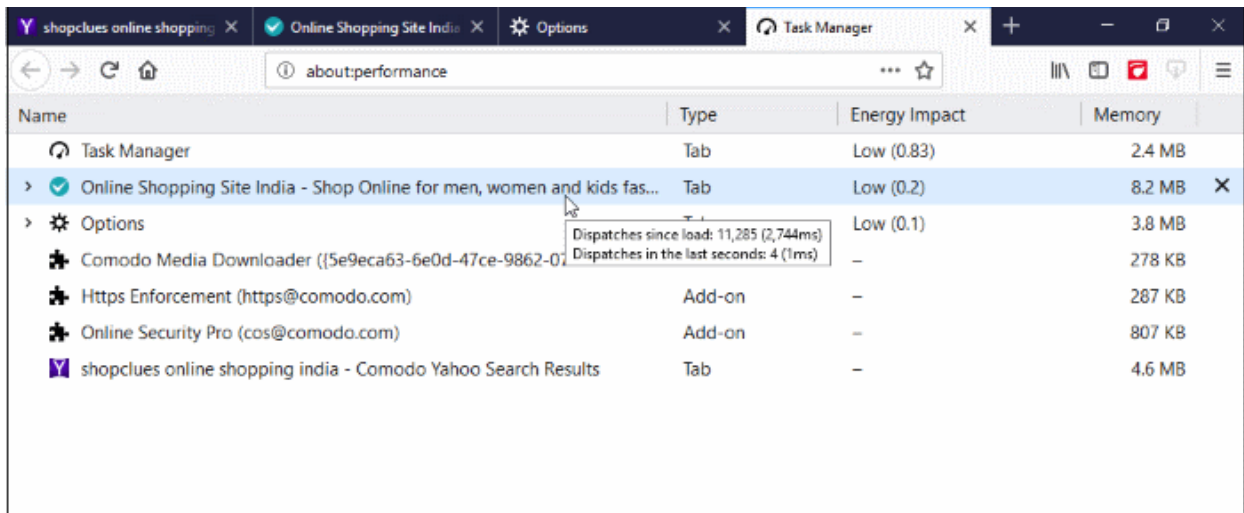 shopclues online shopping Online Shopping Site India Options Task Manager
about:performance
Name Type Energy Impact Memory
Task Manager Tab Low (0.83) 2.4 MB
Online Shopping Site India - Shop Online for men, women and kids fas... Tab Low (0.2) 8.2 MB
Options Low (0.1) 3.8 MB
Dispatches since load: 11,285 (2,744ms)
Dispatches in the last seconds: 4 (1ms)
Comodo Media Downloader ({5e9eca63-6e0d-47ce-9862-07 – 278 KB
Https Enforcement (https@comodo.com) Add-on – 287 KB
Online Security Pro (cos@comodo.com) Add-on – 807 KB
shopclues online shopping india - Comodo Yahoo Search Results Tab – 4.6 MB